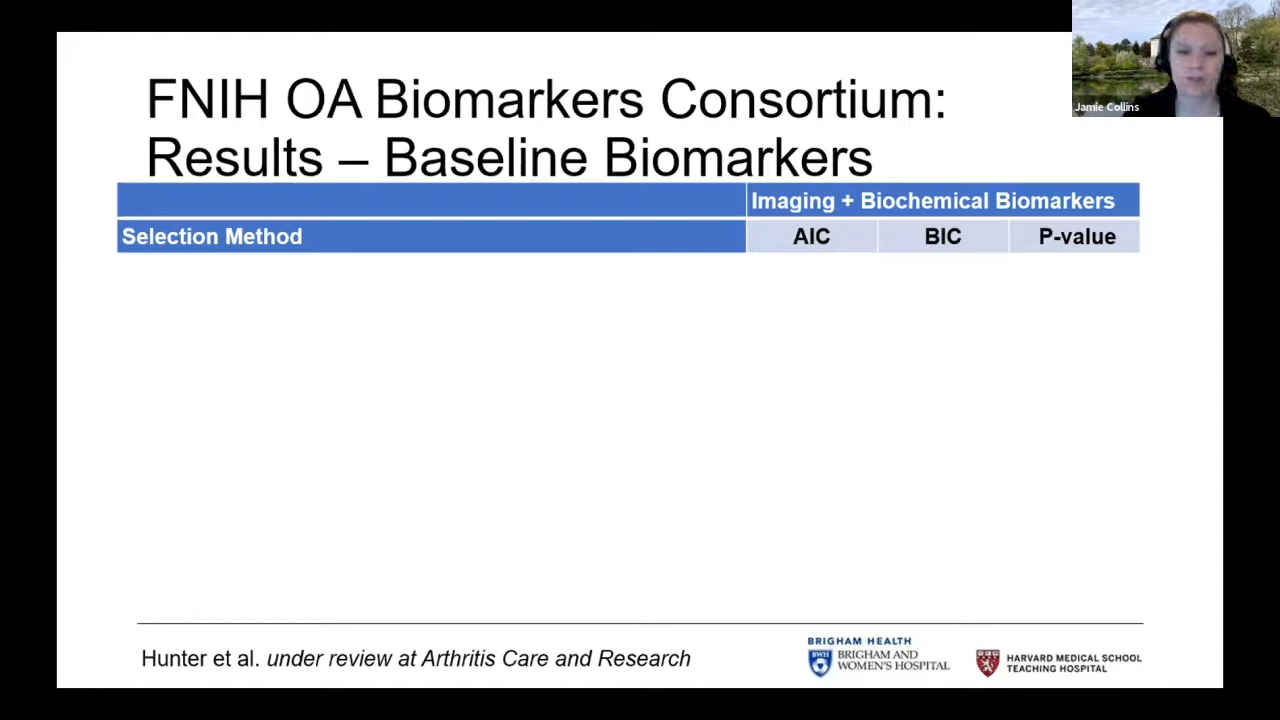 Jamie Collins
FNIH OA Biomarkers Consortium:
Results – Baseline Biomarkers
Imaging + Biochemical Biomarkers
Selection Method AIC BIC P-value
Hunter et al. under review at Arthritis Care and Research
BRIGHAM HEALTH
BWH
BRIGHAM AND
WOMEN'S HOSPITAL
HARVARD MEDICAL SCHOOL
TEACHING HOSPITAL